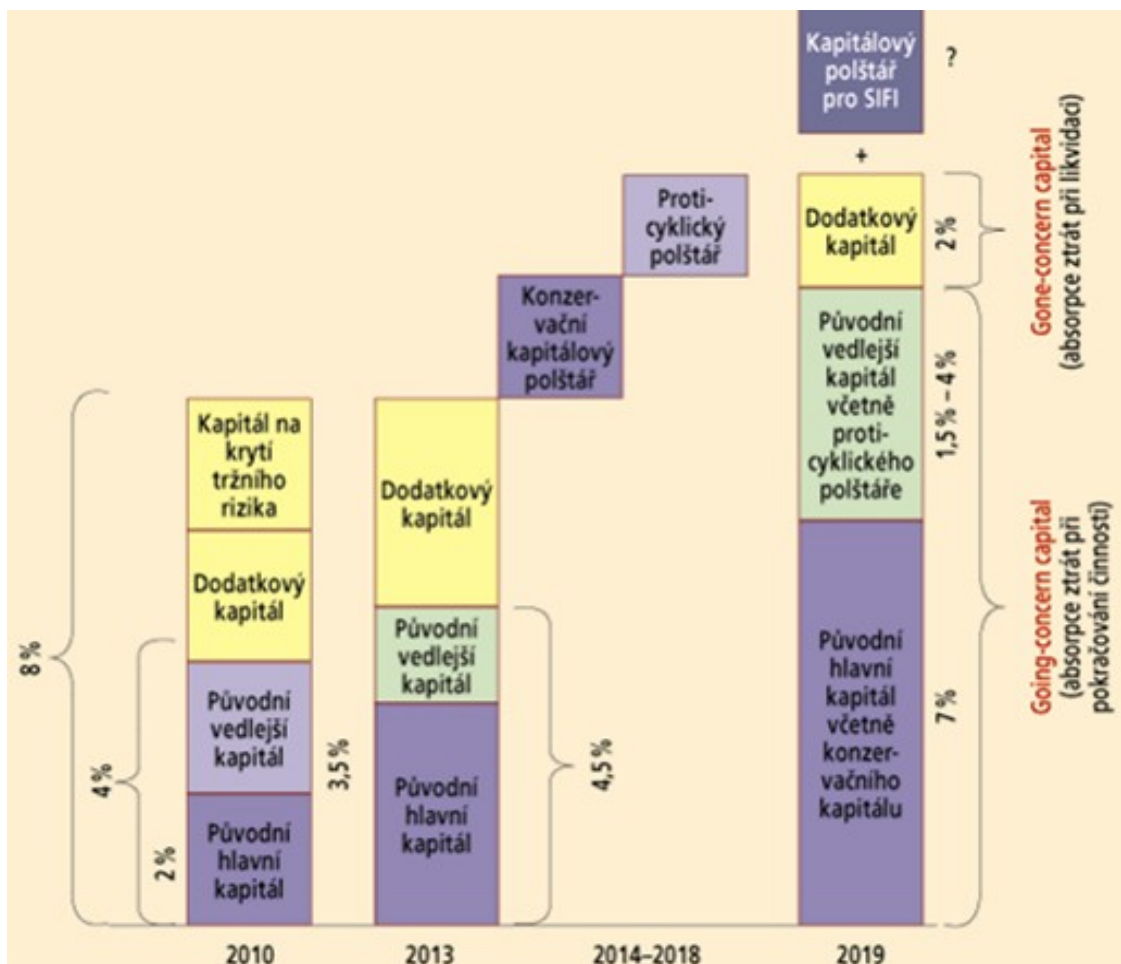 Kapitálový
polštář
pro SIFI
?
+
Proti-
cyklický
polštář
Dodatkový
kapitál
2 %
Gone-concern capital
(absorpce ztrát při likvidaci)
Konzer-
vační
kapitálový
polštář
Původní
vedlejší
kapitál
včetně
proti-
cyklického
polštáře
1,5 % – 4 %
Kapitál na
krytí
tržního
rizika
Dodatkový
kapitál
Dodatkový
kapitál
Původní
vedlejší
kapitál
Původní
vedlejší
kapitál
Původní
hlavní
kapitál
Původní
hlavní
kapitál
Původní
hlavní
kapitál
včetně
konzer-
vačního
kapitálu
8 %
4 %
2 %
3,5 %
4,5 %
7 %
Going-concern capital
(absorpce ztrát při
pokračování činnosti)
2010
2013
2014–2018
2019